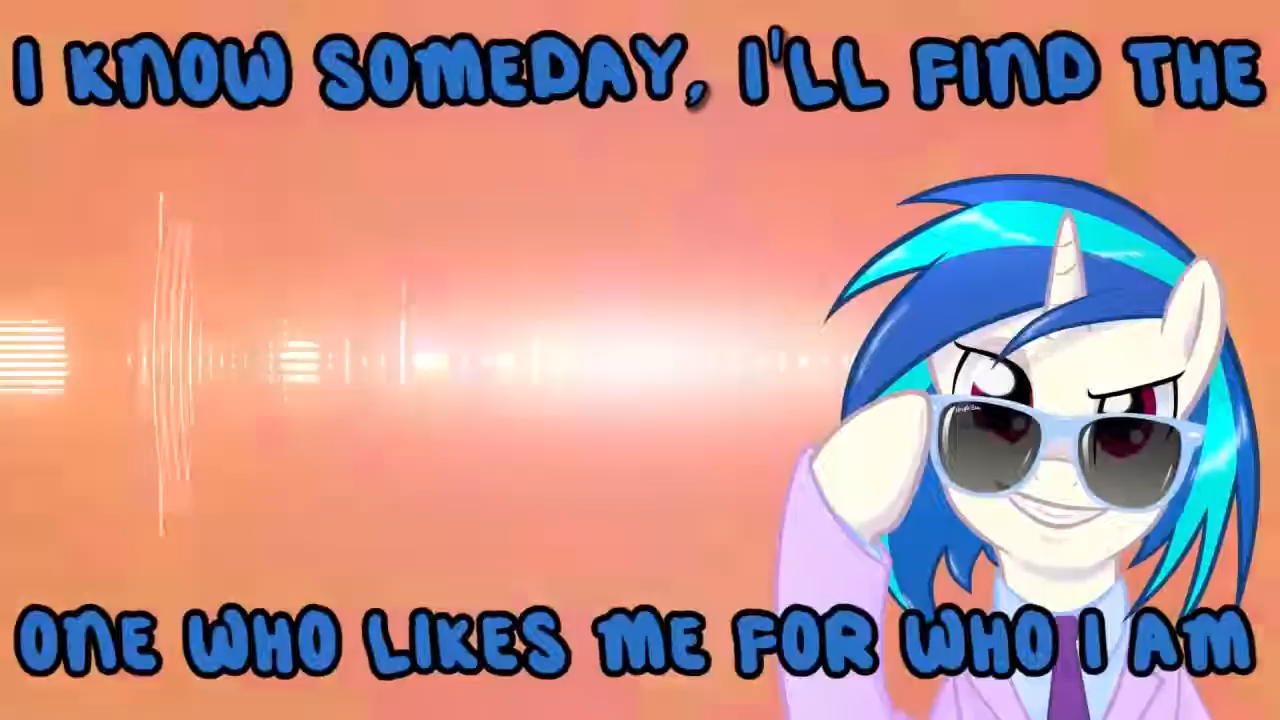 I KNOW SOMEDAY, I'LL FIND THE
ONE WHO LIKES ME FOR WHO I AM